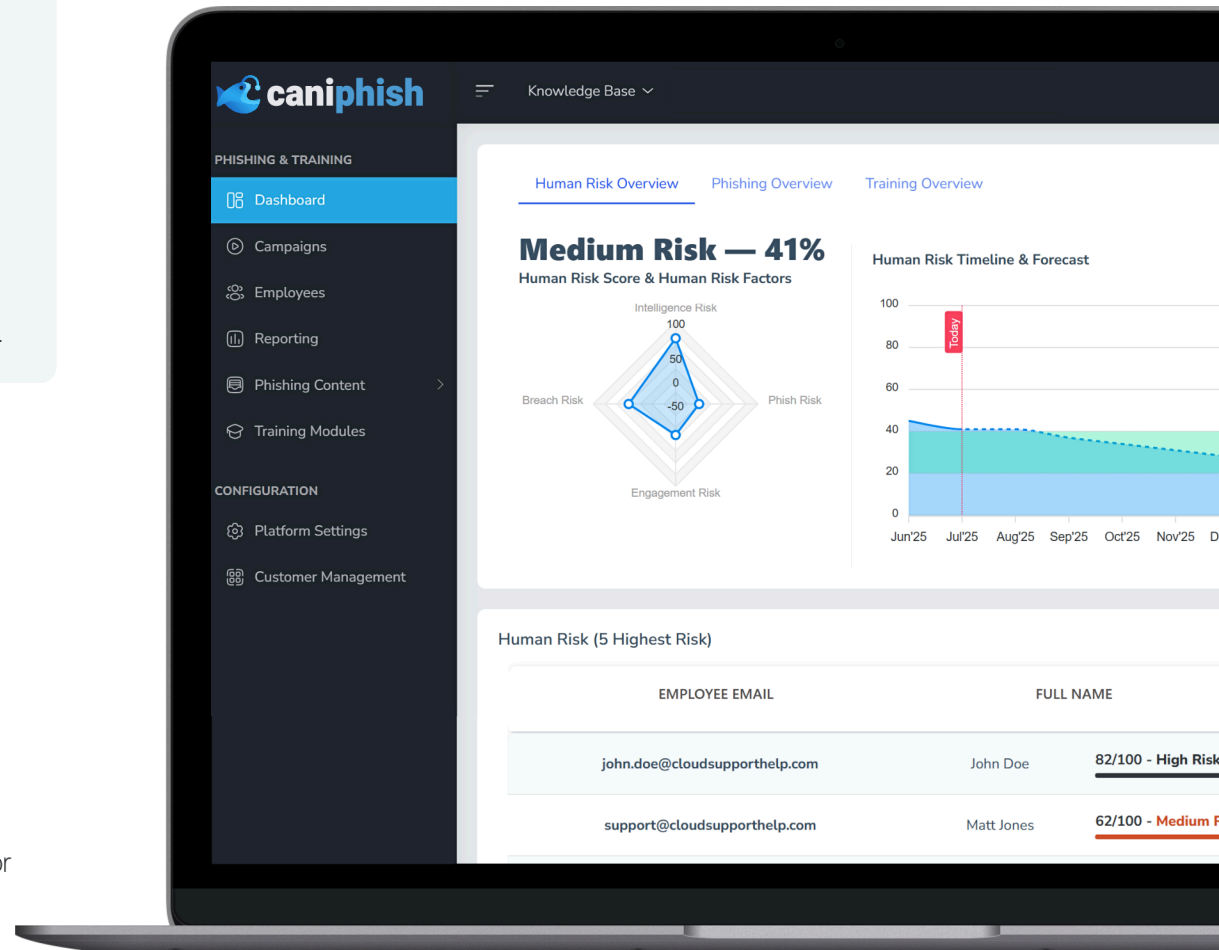 caniphish
Knowledge Base
PHISHING & TRAINING
Dashboard
Campaigns
Employees
Reporting
Phishing Content
Training Modules
CONFIGURATION
Platform Settings
Customer Management
Human Risk Overview
Phishing Overview
Training Overview
Medium Risk — 41%
Human Risk Score & Human Risk Factors
Intelligence Risk
100
50
0
-50
Breach Risk
Phish Risk
Engagement Risk
Human Risk Timeline & Forecast
Today
100
80
60
40
20
0
Jun'25 Jul'25 Aug'25 Sep'25 Oct'25 Nov'25 D
Human Risk (5 Highest Risk)
EMPLOYEE EMAIL FULL NAME
john.doe@cloudsupporthelp.com John Doe 82/100 - High Risk
support@cloudsupporthelp.com Matt Jones 62/100 - Medium